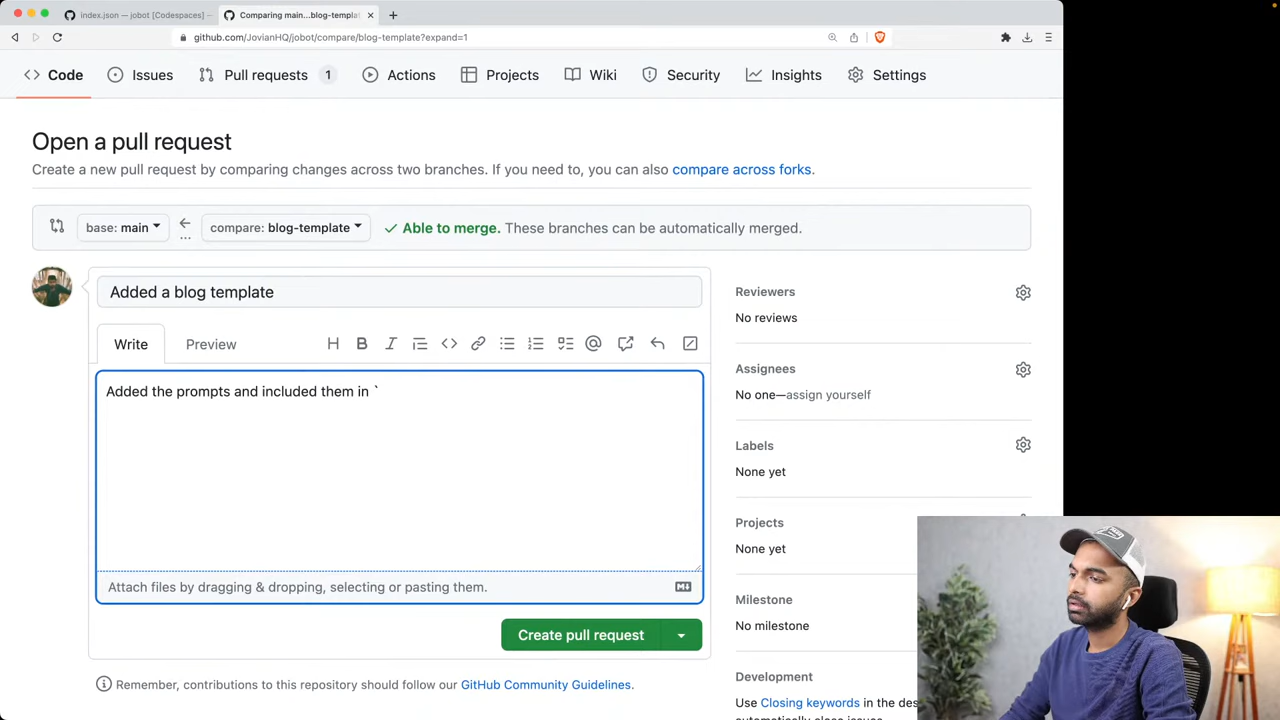 index.json — jobot [Codespaces]
Comparing main...blog-templat
github.com/JovianHQ/jobot/compare/blog-template?expand=1
Code
Issues
Pull requests 1
Actions
Projects
Wiki
Security
Insights
Settings
Open a pull request
Create a new pull request by comparing changes across two branches. If you need to, you can also compare across forks.
base: main
compare: blog-template
Able to merge. These branches can be automatically merged.
Added a blog template
Write
Preview
Added the prompts and included them in `
Attach files by dragging & dropping, selecting or pasting them.
Create pull request
Remember, contributions to this repository should follow our GitHub Community Guidelines.
Reviewers
No reviews
Assignees
No one—assign yourself
Labels
None yet
Projects
None yet
Milestone
No milestone
Development
Use Closing keywords in the des
automatically close issues